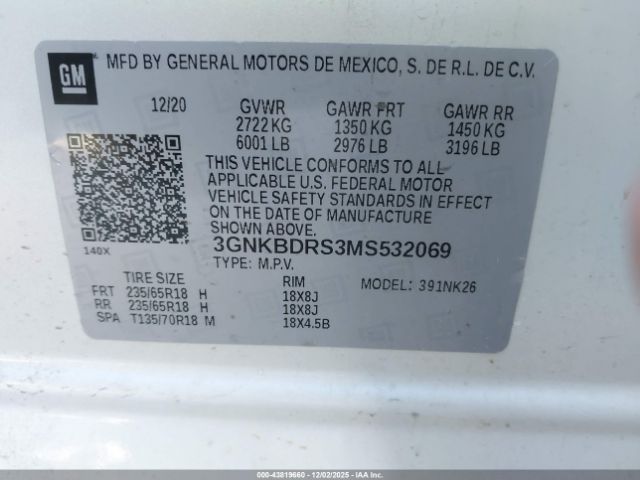 GM MFD BY GENERAL MOTORS DE MEXICO, S. DE R.L. DE C.V.
12/20 GVWR GAWR FRT GAWR RR
2722 KG 1350 KG 1450 KG
6001 LB 2976 LB 3196 LB
THIS VEHICLE CONFORMS TO ALL
APPLICABLE U.S. FEDERAL MOTOR
VEHICLE SAFETY STANDARDS IN EFFECT
ON THE DATE OF MANUFACTURE
SHOWN ABOVE
3GNKBDRS3MS532069
140X TYPE: M.P.V.
TIRE SIZE RIM MODEL: 391NK26
FRT 235/65R18 H 18X8J
RR 235/65R18 H 18X8J
SPA T135/70R18 M 18X4.5B
000-43819660 - 12/02/2025 - IAAI.COM